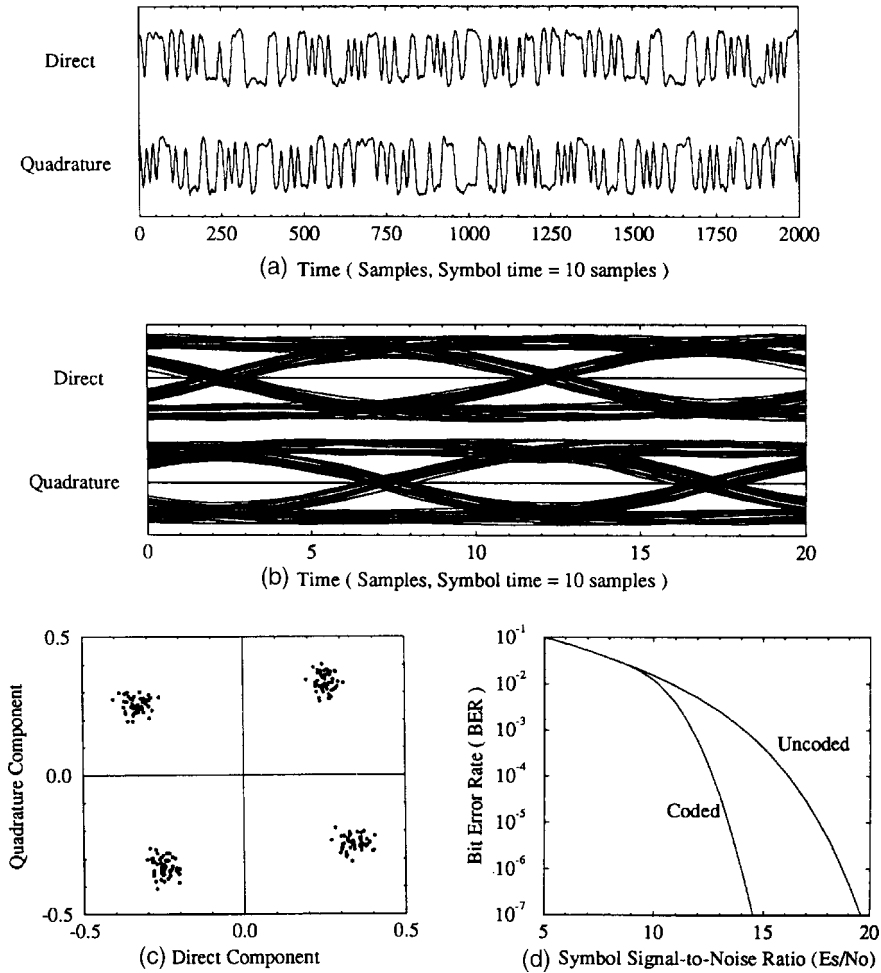 Direct
Quadrature
0 250 500 750 1000 1250 1500 1750 2000
(a) Time ( Samples, Symbol time = 10 samples )
Direct
Quadrature
0 5 10 15 20
(b) Time ( Samples, Symbol time = 10 samples )
Quadrature Component
0.5
0.0
-0.5
-0.5 0.0 0.5
(c) Direct Component
Bit Error Rate ( BER )
10-1
10-2
10-3
10-4
10-5
10-6
10-7
Uncoded
Coded
5 10 15 20
(d) Symbol Signal-to-Noise Ratio (Es/No)